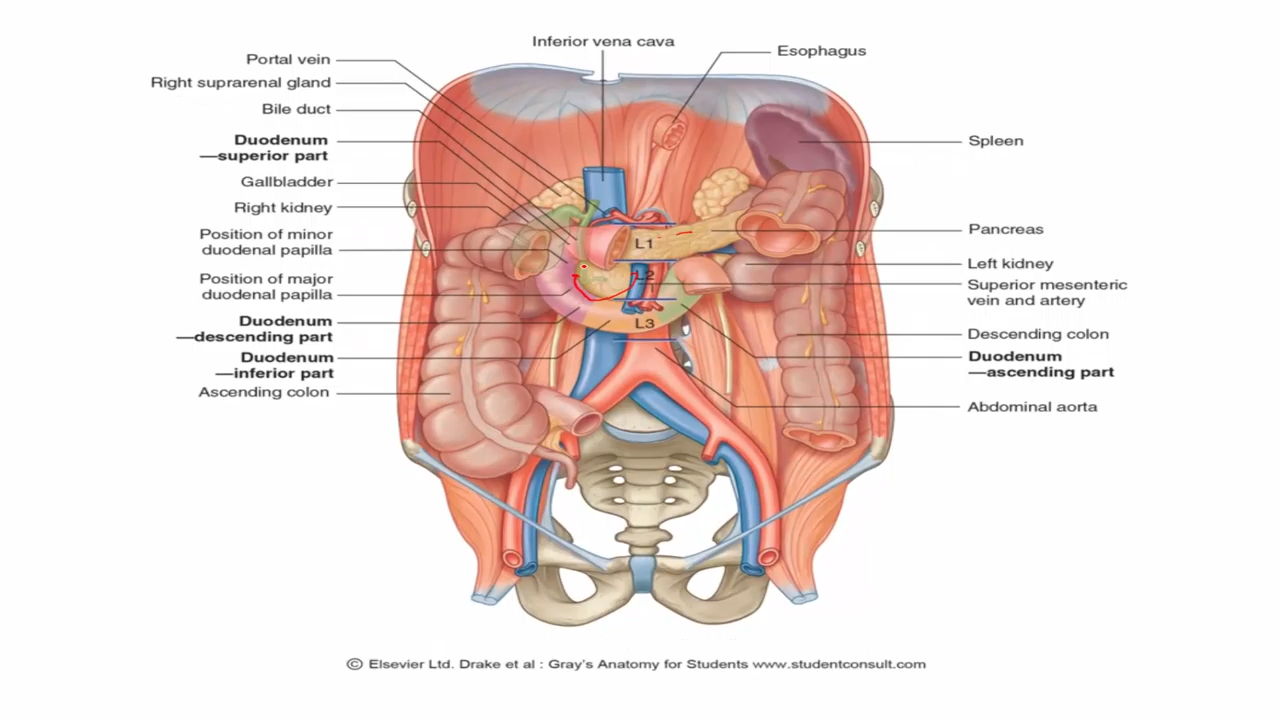 Inferior vena cava
Esophagus
Portal vein
Right suprarenal gland
Bile duct
Duodenum
—superior part
Gallbladder
Right kidney
Position of minor
duodenal papilla
Position of major
duodenal papilla
Duodenum
—descending part
Duodenum
—inferior part
Ascending colon
L1
L2
L3
Spleen
Pancreas
Left kidney
Superior mesenteric
vein and artery
Descending colon
Duodenum
—ascending part
Abdominal aorta
© Elsevier Ltd. Drake et al : Gray's Anatomy for Students www.studentconsult.com